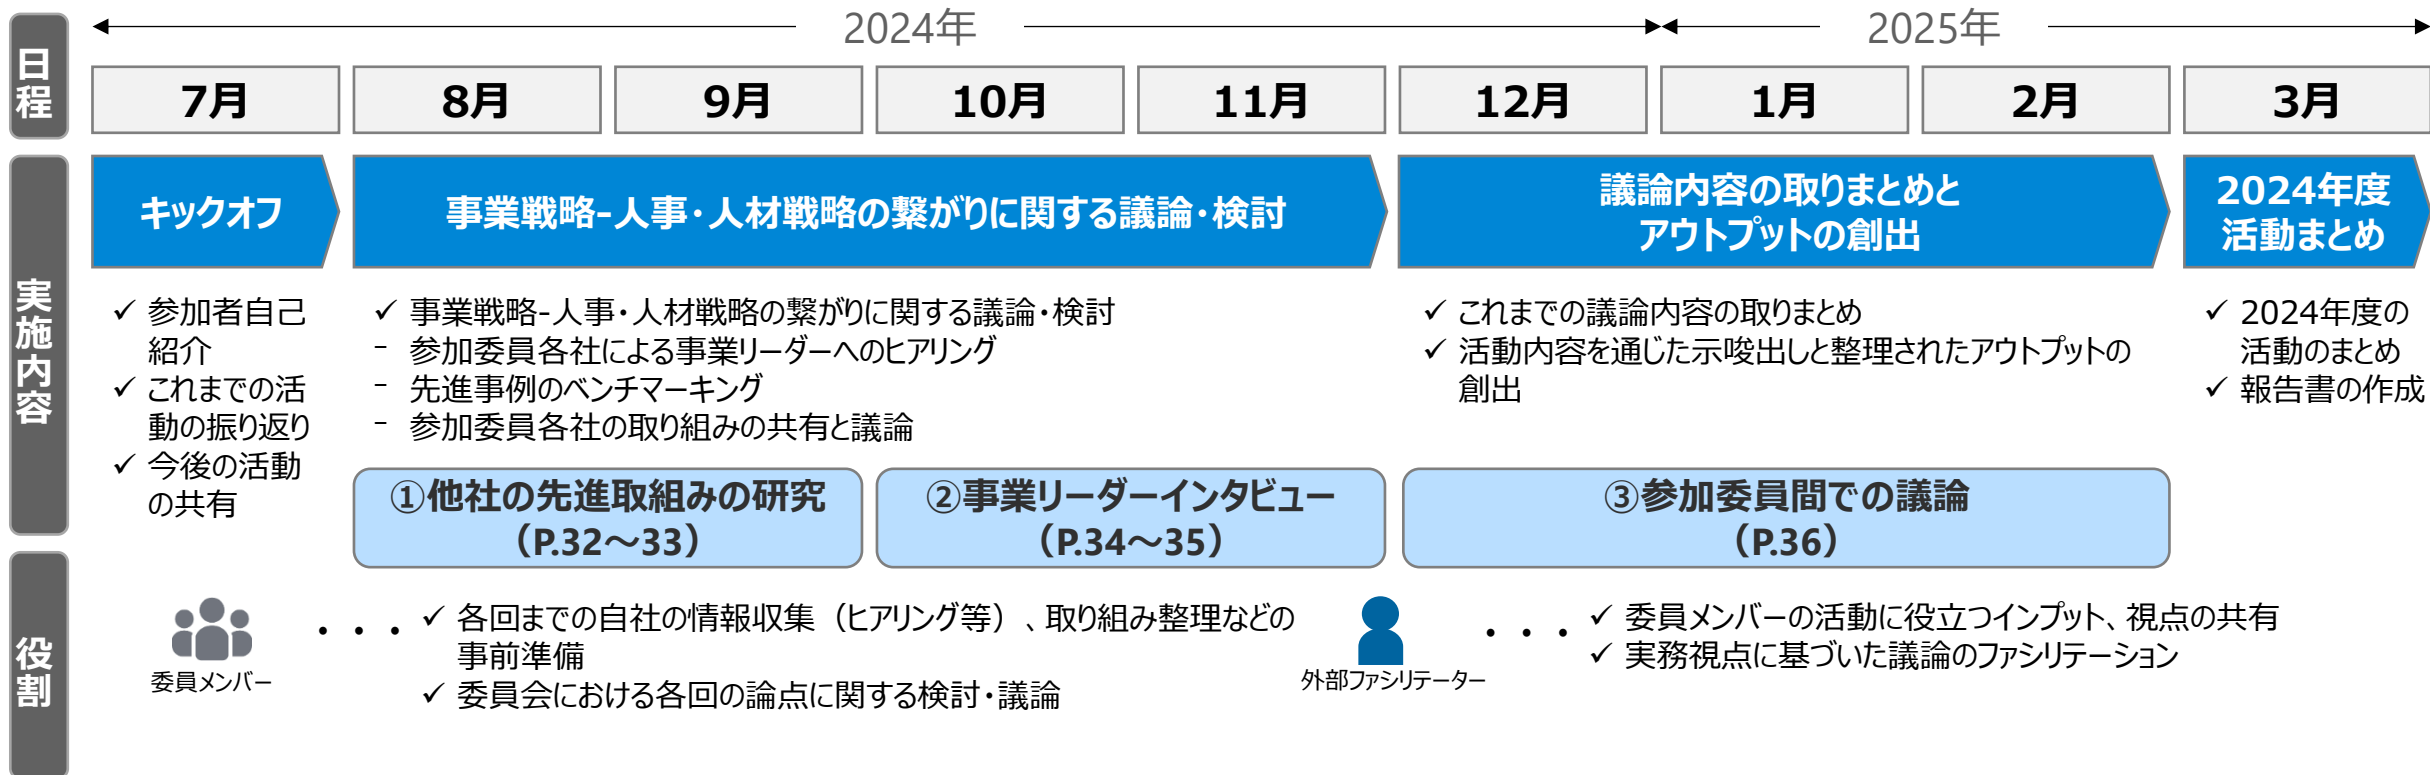 日程
2024年
2025年
7月
8月
9月
10月
11月
12月
1月
2月
3月
実施内容
キックオフ
事業戦略-人事・人材戦略の繋がりに関する議論・検討
議論内容の取りまとめと
アウトプットの創出
2024年度
活動まとめ
✓ 参加者自己
紹介
✓ これまでの活
動の振り返り
✓ 今後の活動
の共有
✓ 事業戦略-人事・人材戦略の繋がりに関する議論・検討
- 参加委員各社による事業リーダーへのヒアリング
- 先進事例のベンチマーキング
- 参加委員各社の取り組みの共有と議論
✓ これまでの議論内容の取りまとめ
✓ 活動内容を通じた示唆出しと整理されたアウトプットの
創出
✓ 2024年度の
活動のまとめ
✓ 報告書の作成
①他社の先進取組みの研究
（P.32～33）
②事業リーダーインタビュー
（P.34～35）
③参加委員間での議論
（P.36）
役割
委員メンバー
・・・
✓ 各回までの自社の情報収集（ヒアリング等）、取り組み整理などの
事前準備
✓ 委員会における各回の論点に関する検討・議論
外部ファシリテーター
・・・
✓ 委員メンバーの活動に役立つインプット、視点の共有
✓ 実務視点に基づいた議論のファシリテーション